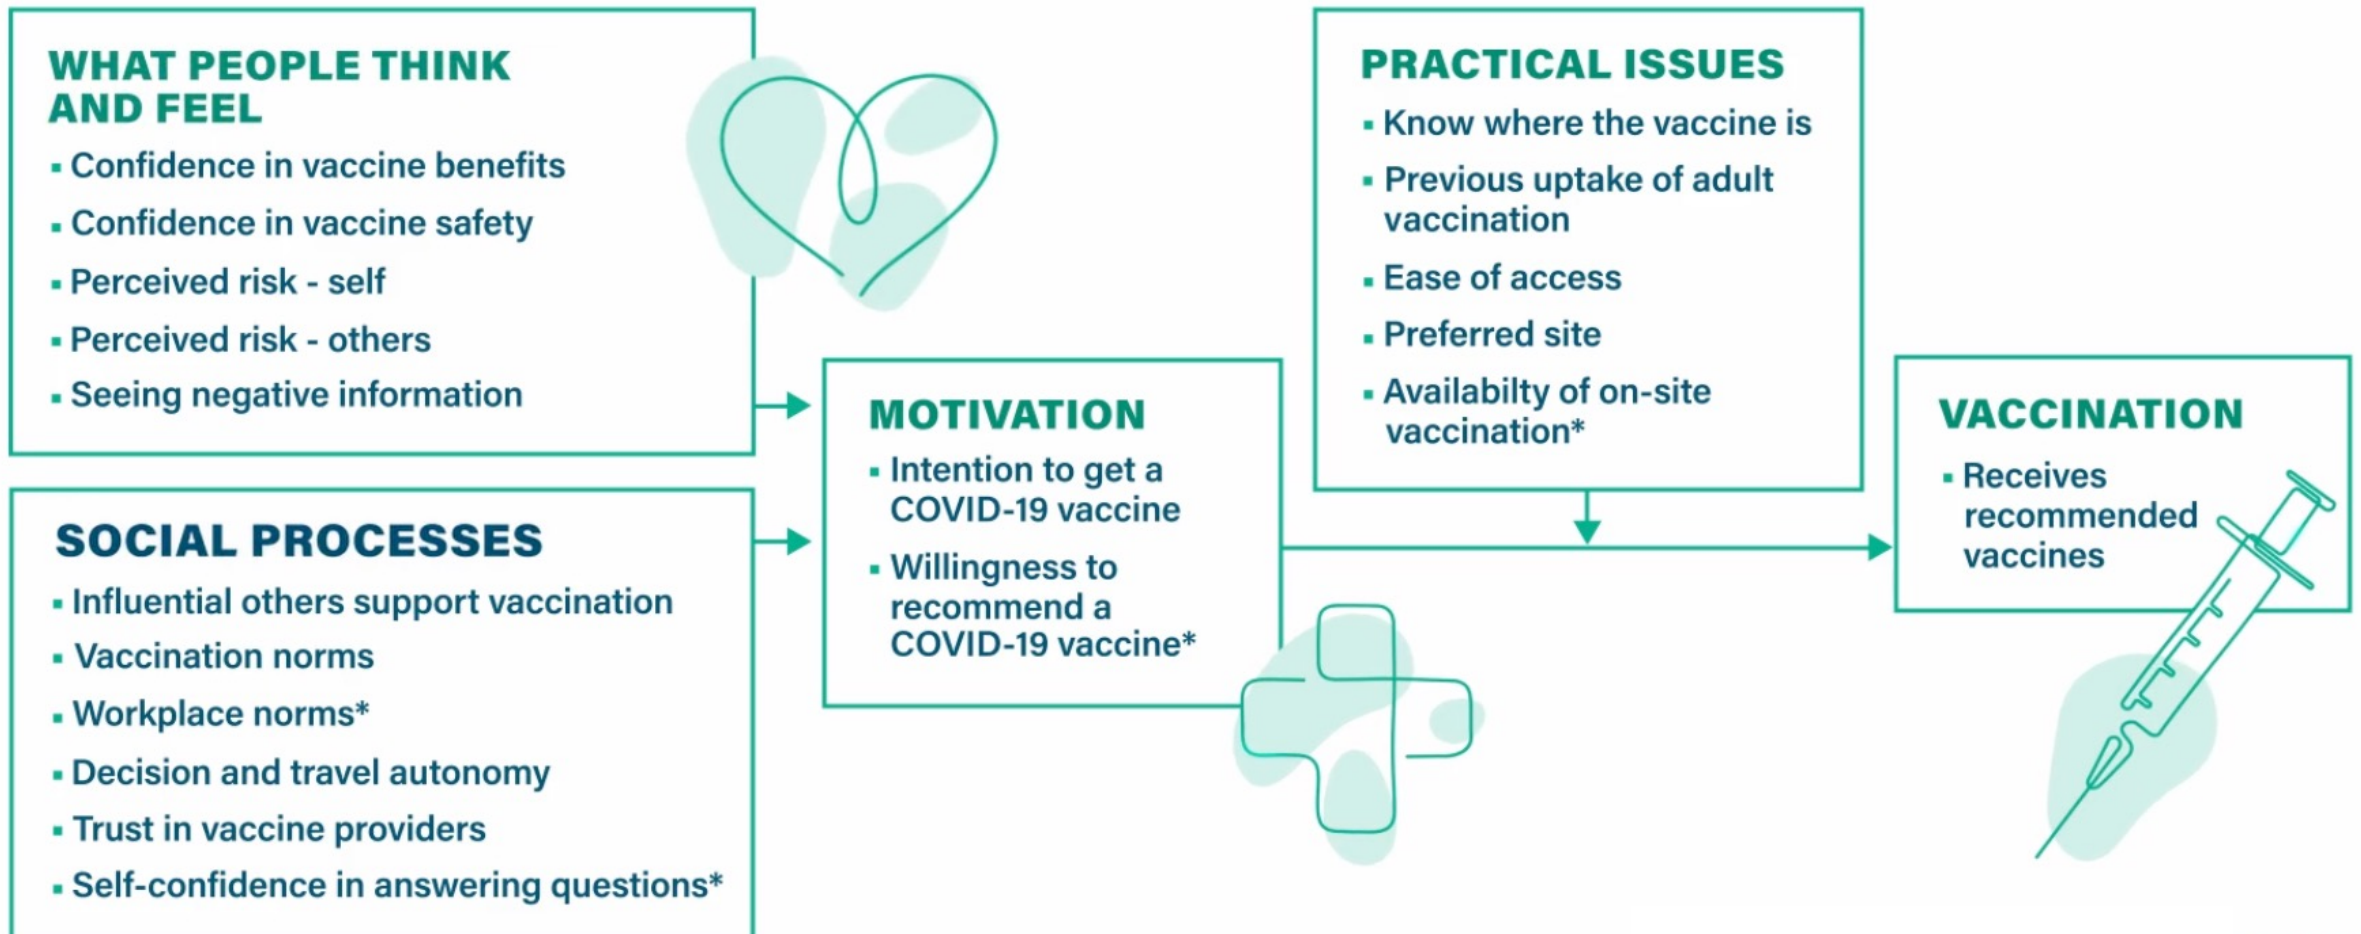 WHAT PEOPLE THINK
AND FEEL
▪ Confidence in vaccine benefits
▪ Confidence in vaccine safety
▪ Perceived risk - self
▪ Perceived risk - others
▪ Seeing negative information
SOCIAL PROCESSES
▪ Influential others support vaccination
▪ Vaccination norms
▪ Workplace norms*
▪ Decision and travel autonomy
▪ Trust in vaccine providers
▪ Self-confidence in answering questions*
MOTIVATION
▪ Intention to get a
COVID-19 vaccine
▪ Willingness to
recommend a
COVID-19 vaccine*
PRACTICAL ISSUES
▪ Know where the vaccine is
▪ Previous uptake of adult
vaccination
▪ Ease of access
▪ Preferred site
▪ Availabilty of on-site
vaccination*
VACCINATION
▪ Receives
recommended
vaccines